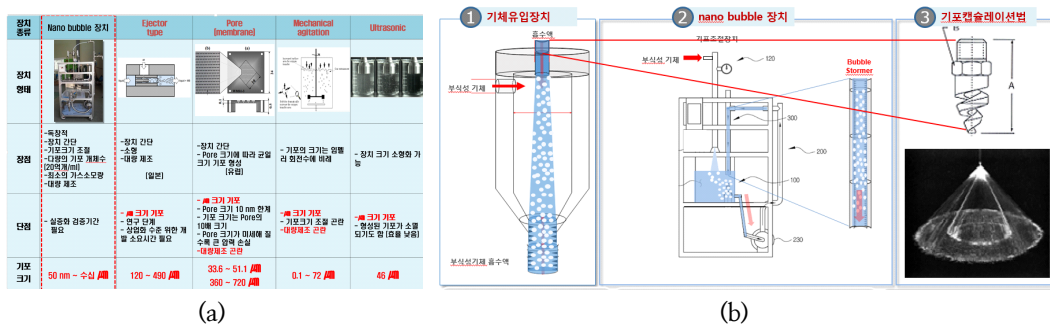 장치
종류
Nano bubble 장치
Ejector
type
Pore
[membrane]
Mechanical
agitation
Ultrasonic
장치
형태
장점
-독창적
-장치 간단
-기포크기 조절
-다량의 기포 개체수
[20억개/ml]
-최소의 가스소모량
-대량 제조
-장치 간단
-소형
-대량 제조
[일본]
-장치 간단
- Pore 크기에 따라 균일
크기 기포 형성
[유럽]
- 기포의 크기는 임펠
러 회전수에 비례
- 장치 크기 소형화 가
능
단점
- 실증화 검증기간
필요
- ㎛ 크기 기포
- 연구 단계
- 상업화 수준 위한 개
발 소요시간 필요
- ㎛ 크기 기포
- Pore 크기 10 nm 한계
- 기포 크기는 Pore의
10배 크기
- Pore 크기가 미세해 질
수록 큰 압력 손실
-대량제조 곤란
-㎛ 크기 기포
- 기포크기 조절 곤란
-대량제조 곤란
-㎛ 크기 기포
- 형성된 기포가 소멸
되기도 함 [효율 낮음]
기포
크기
50 nm ~ 수십 ㎛
120 ~ 490 ㎛
33.6 ~ 51.1 ㎛
360 ~ 720 ㎛
0.1 ~ 72 ㎛
46 ㎛
(a)
1 기체유입장치
흡수액
부식성 기체
부식성기체 흡수액
2 nano bubble 장치
기포조절장치
부식성 기체
120
300
200
100
230
Bubble
Stormer
3 기포캡슐레이션법
B
A
(b)